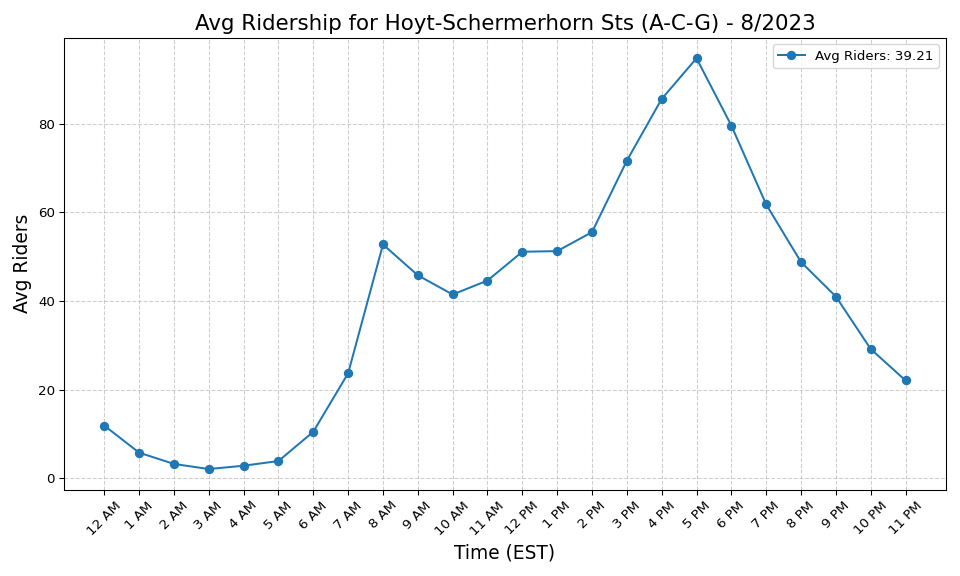 Avg Ridership for Hoyt-Schermerhorn Sts (A-C-G) - 8/2023
Avg Riders: 39.21
Avg Riders
80
60
40
20
0
12 AM
1 AM
2 AM
3 AM
4 AM
5 AM
6 AM
7 AM
8 AM
9 AM
10 AM
11 AM
12 PM
1 PM
2 PM
3 PM
4 PM
5 PM
6 PM
7 PM
8 PM
9 PM
10 PM
11 PM
Time (EST)